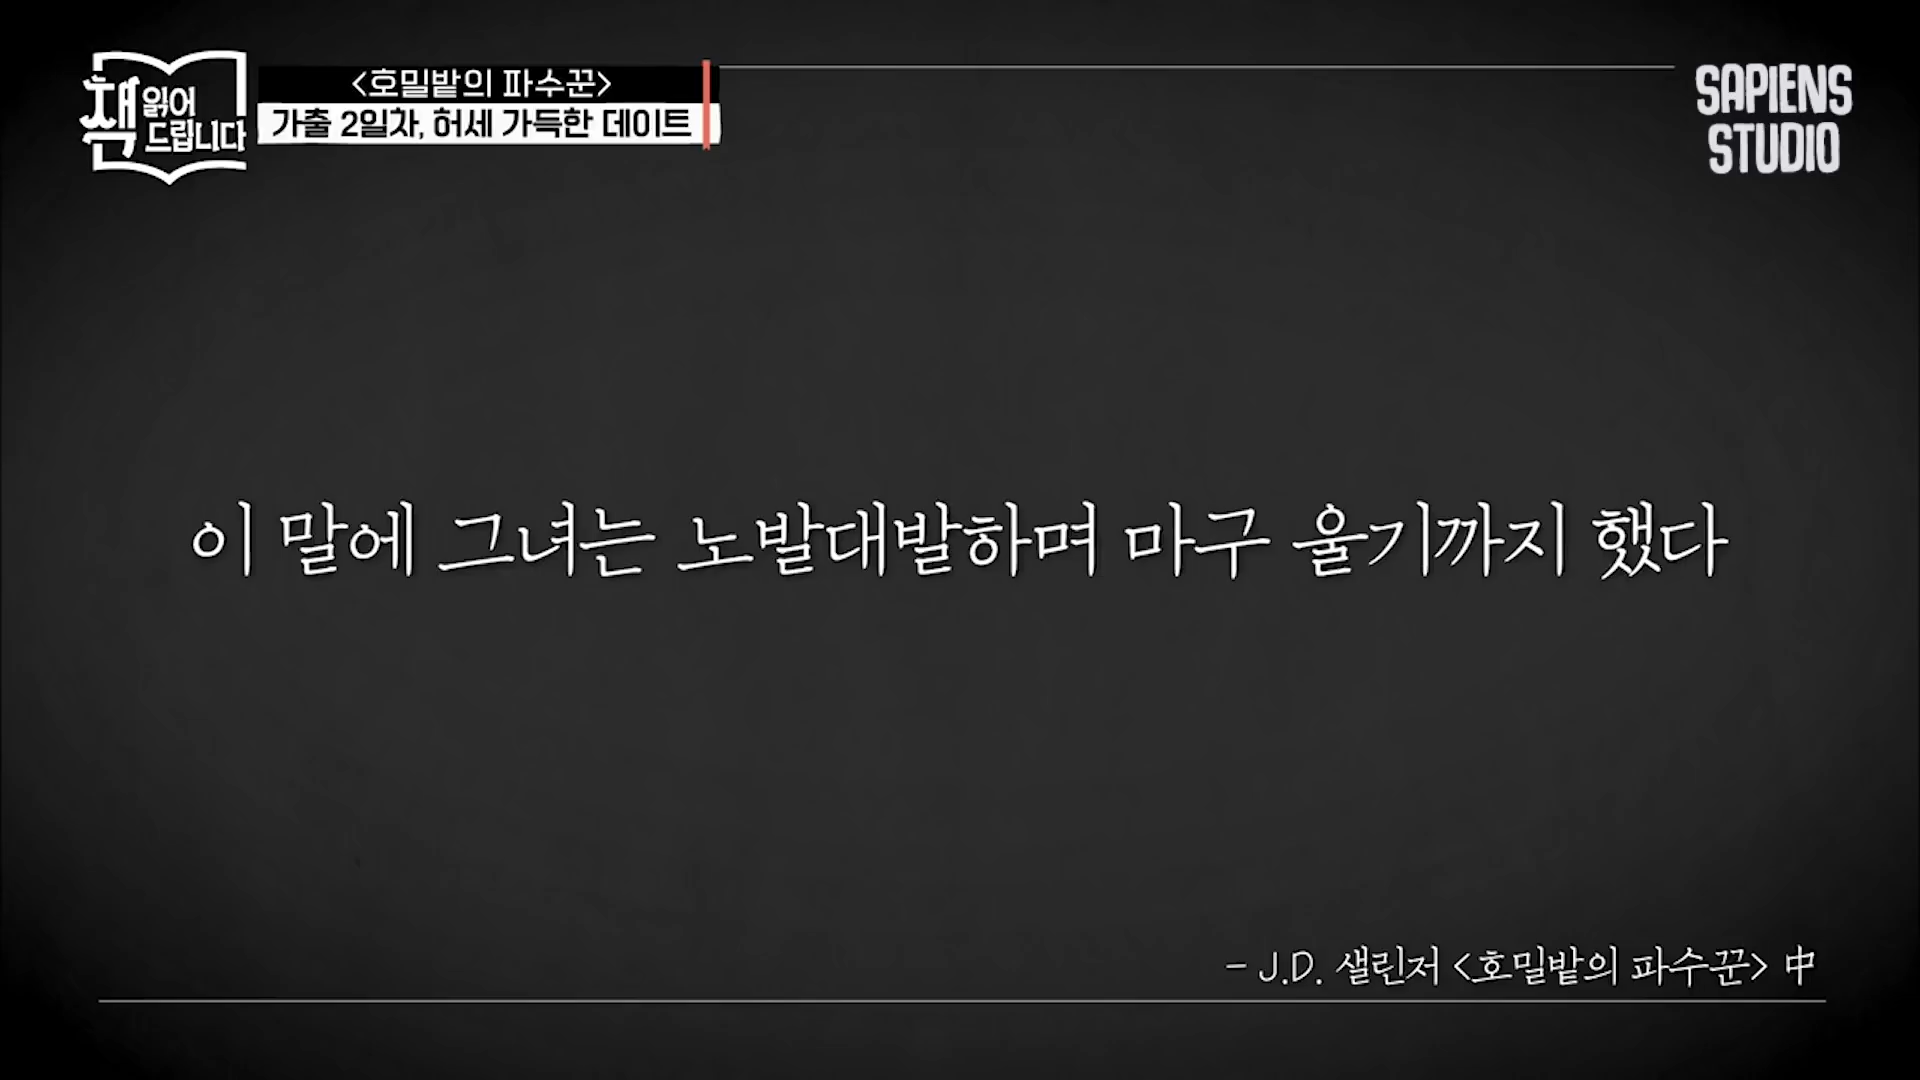 책 읽어 드립니다
<호밀밭의 파수꾼>
가출 2일차, 허세 가득한 데이트
SAPIENS
STUDIO
이 말에 그녀는 노발대발하며 마구 울기까지 했다
- J.D. 샐린저 <호밀밭의 파수꾼> 中